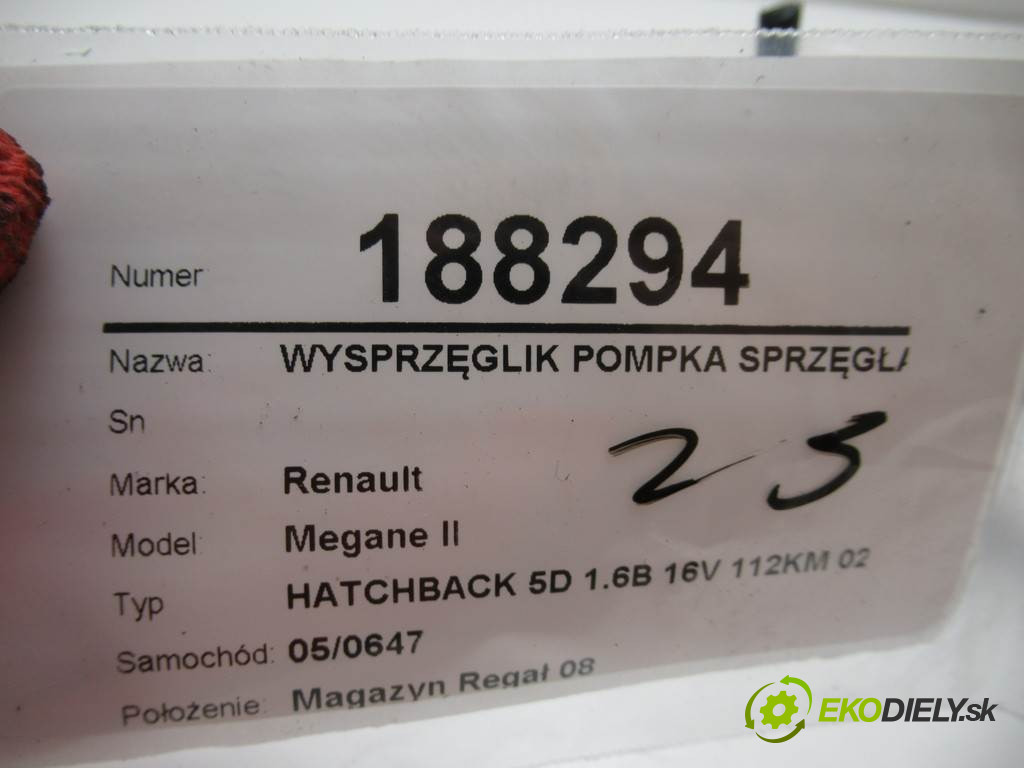 Numer 188294
Nazwa: WYSPRZĘGLIK POMPKA SPRZĘGŁA
Sn
23
Marka: Renault
Model Megane II
Typ HATCHBACK 5D 1.6B 16V 112KM 02
Samochód: 05/0647
Położenie: Magazyn Regał 08
EKODIELY.sk